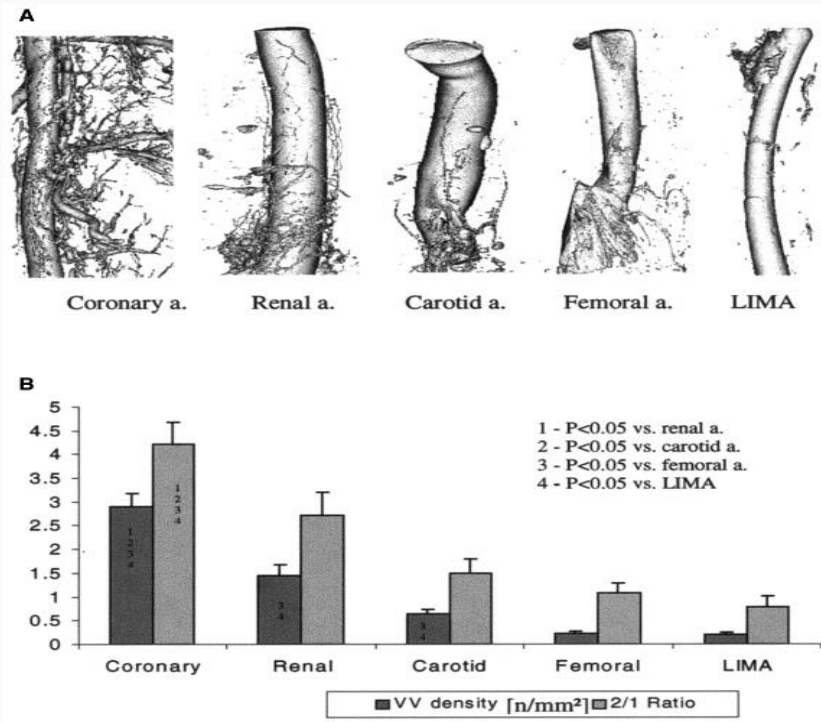 A
Coronary a.
Renal a.
Carotid a.
Femoral a.
LIMA
B
5
4.5
4
3.5
3
2.5
2
1.5
1
0.5
0
1 - P<0.05 vs. renal a.
2 - P<0.05 vs. carotid a.
3 - P<0.05 vs. femoral a.
4 - P<0.05 vs. LIMA
1
2
3
4
1
2
3
4
3
4
3
4
Coronary
Renal
Carotid
Femoral
LIMA
VV density [n/mm²]
2/1 Ratio